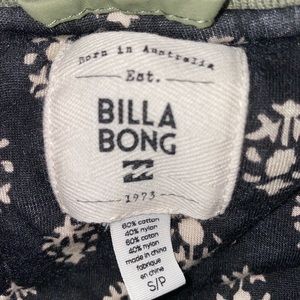 Born in Australia
Est.
BILLA
BONG
1973
60% cotton
40% nylon
60% coton
40% nylon
made in china
fabriqué
en chine
S/P